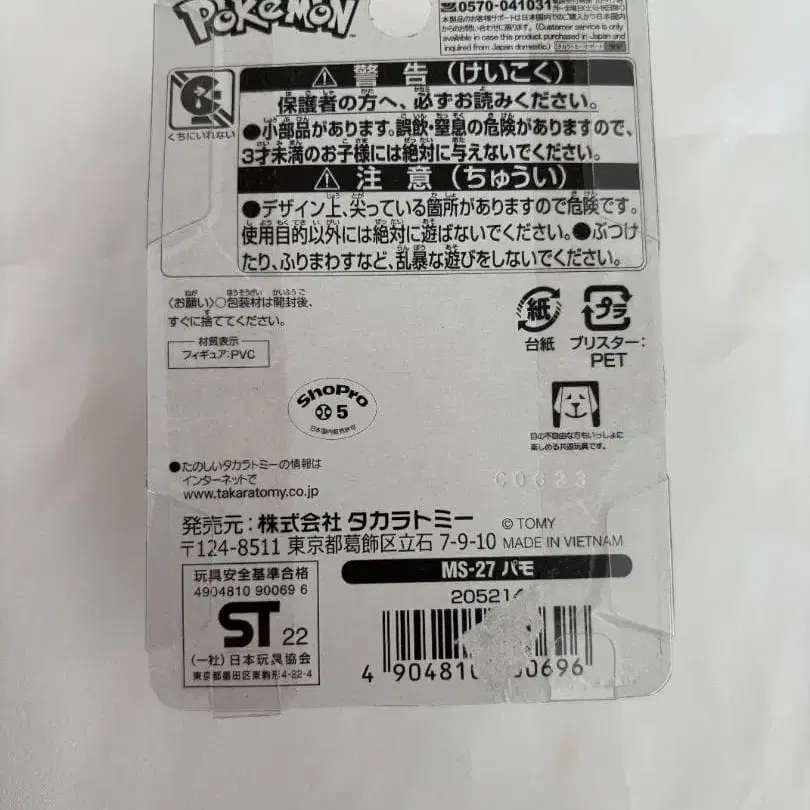 POKÉMON
0570-041031
本製品のお客様サポートは日本国内でのご購入かつ日本国内
からのお問い合わせに限ります。(Customer service is only
available in case this product purchased in Japan and
inquired from Japan domestic.)
くちにいれない
警告(けいこく)
保護者の方へ、必ずお読みください。
●小部品があります。誤飲・窒息の危険がありますので、
3才未満のお子様には絶対に与えないでください。
注意(ちゅうい)
●デザイン上、尖っている箇所がありますので危険です。
使用目的以外には絶対に遊ばないでください。●ぶつけ
たり、ふりまわすなど、乱暴な遊びをしないでください。
〈お願い〉○包装材は開封後、
すぐに捨ててください。
材質表示
フィギュア:PVC
紙
台紙
プラ
ブリスター:
PET
ShoPro
5
日本国内販売許可
目の不自由な方もいっしょに
楽しめる共遊玩具です。
●たのしいタカラトミーの情報は
インターネットで
www.takaratomy.co.jp
C0623
発売元:株式会社 タカラトミー
© TOMY
〒124-8511 東京都葛飾区立石 7-9-10
MADE IN VIETNAM
玩具安全基準合格
4904810 90069 6
ST 22
(一社)日本玩具協会
東京都墨田区東駒形4-22-4
MS-27 パモ
20521
4 904810 0696